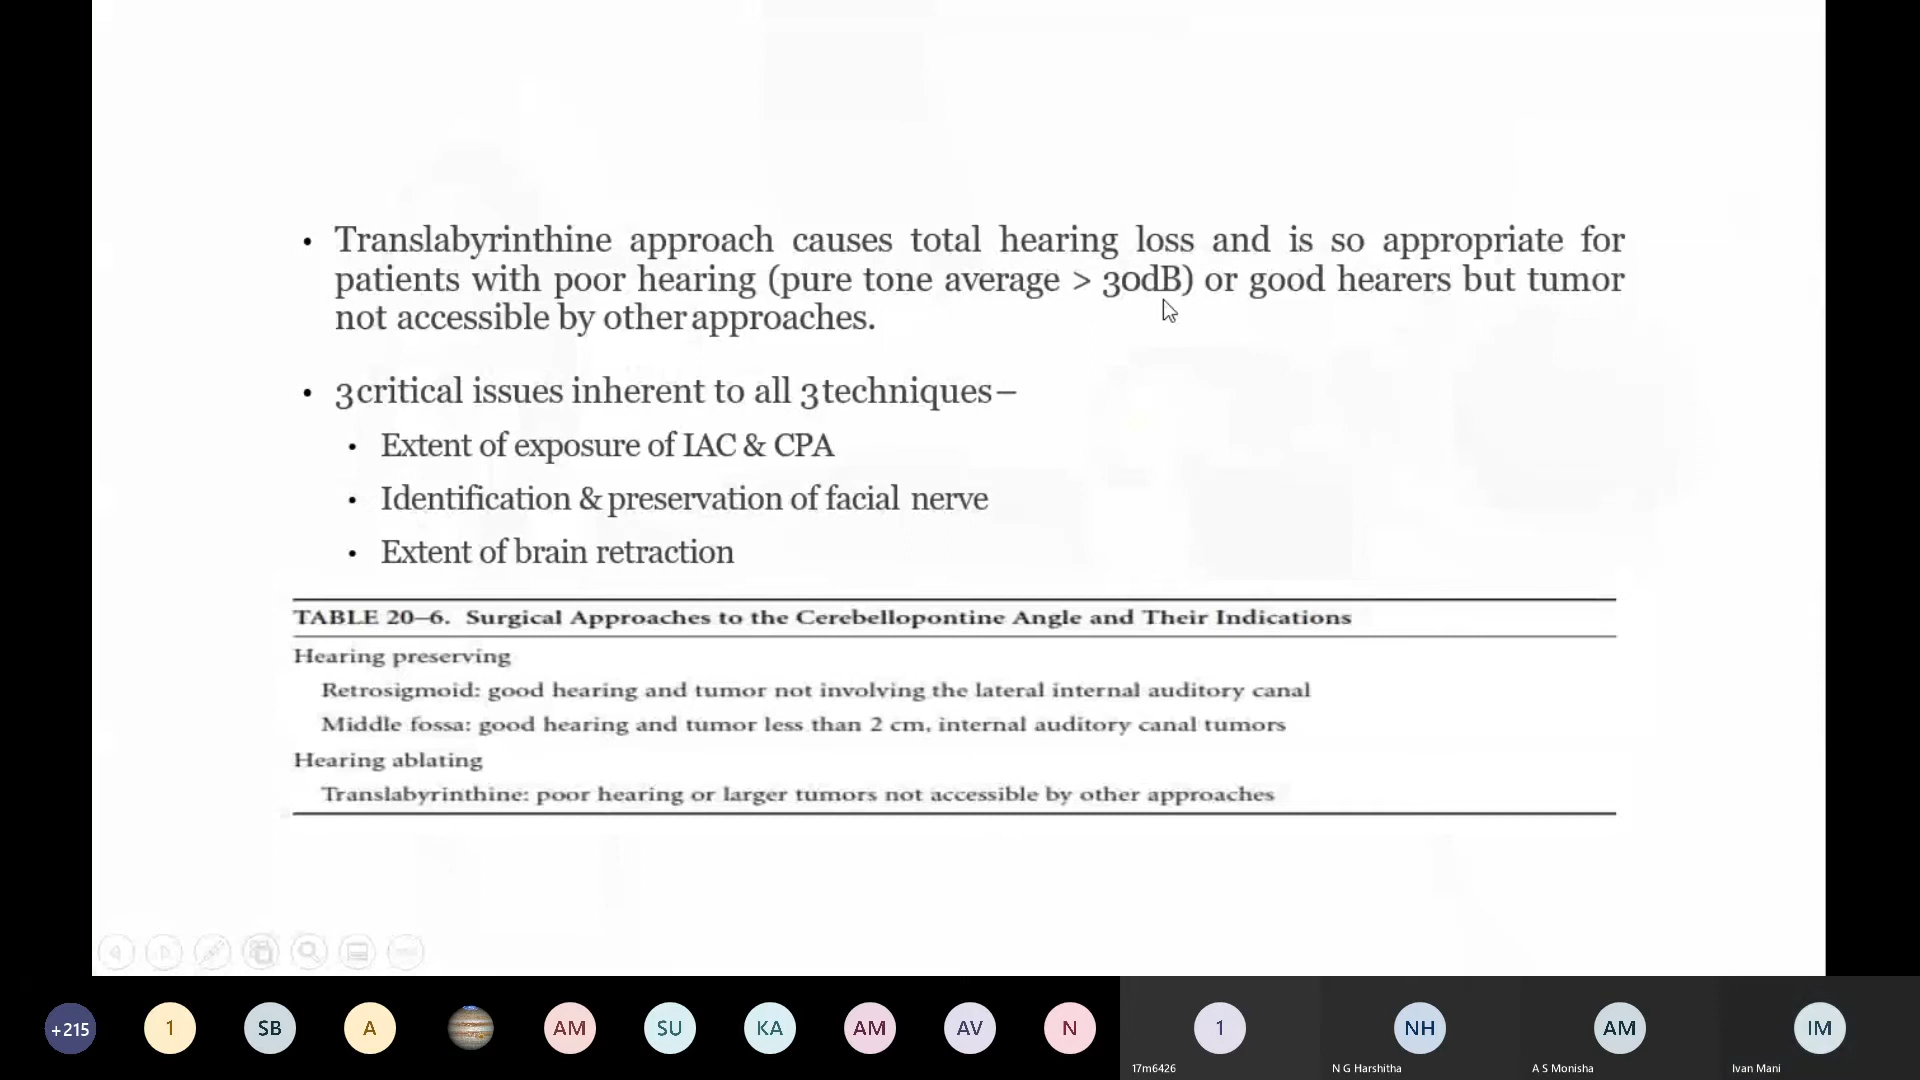 • Translabyrinthine approach causes total hearing loss and is so appropriate for
patients with poor hearing (pure tone average > 30dB) or good hearers but tumor
not accessible by other approaches.
• 3 critical issues inherent to all 3 techniques –
• Extent of exposure of IAC & CPA
• Identification & preservation of facial nerve
• Extent of brain retraction
TABLE 20–6. Surgical Approaches to the Cerebellopontine Angle and Their Indications
Hearing preserving
Retrosigmoid: good hearing and tumor not involving the lateral internal auditory canal
Middle fossa: good hearing and tumor less than 2 cm, internal auditory canal tumors
Hearing ablating
Translabyrinthine: poor hearing or larger tumors not accessible by other approaches
+215 1 SB A AM SU KA AM AV N 1 NH AM IM
17m6426 N G Harshitha A S Monisha Ivan Mani